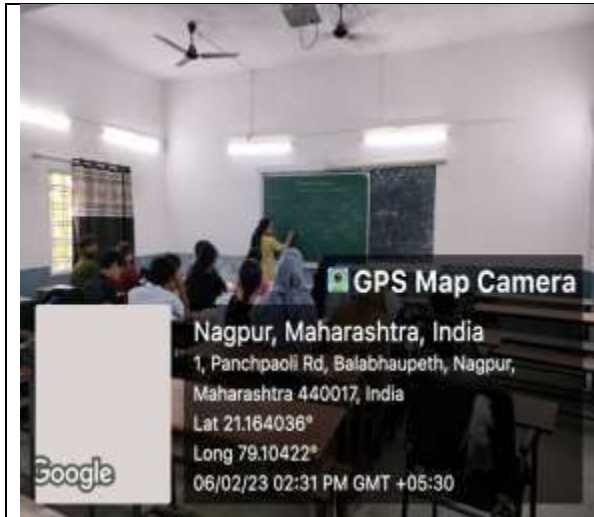 GPS Map Camera
Nagpur, Maharashtra, India
1, Panchpaoli Rd, Balabhaupeth, Nagpur,
Maharashtra 440017, India
Lat 21.164036°
Long 79.10422°
06/02/23 02:31 PM GMT +05:30
Google